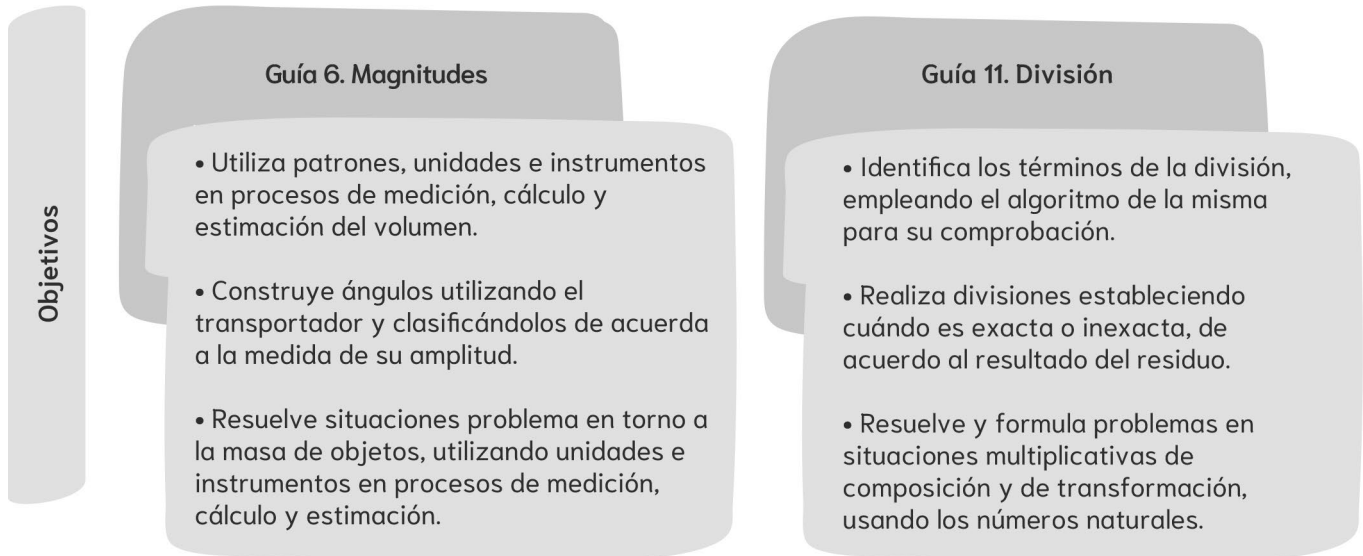 Objetivos
Guía 6. Magnitudes
• Utiliza patrones, unidades e instrumentos
en procesos de medición, cálculo y
estimación del volumen.
• Construye ángulos utilizando el
transportador y clasificándolos de acuerda
a la medida de su amplitud.
• Resuelve situaciones problema en torno a
la masa de objetos, utilizando unidades e
instrumentos en procesos de medición,
cálculo y estimación.
Guía 11. División
• Identifica los términos de la división,
empleando el algoritmo de la misma
para su comprobación.
• Realiza divisiones estableciendo
cuándo es exacta o inexacta, de
acuerdo al resultado del residuo.
• Resuelve y formula problemas en
situaciones multiplicativas de
composición y de transformación,
usando los números naturales.